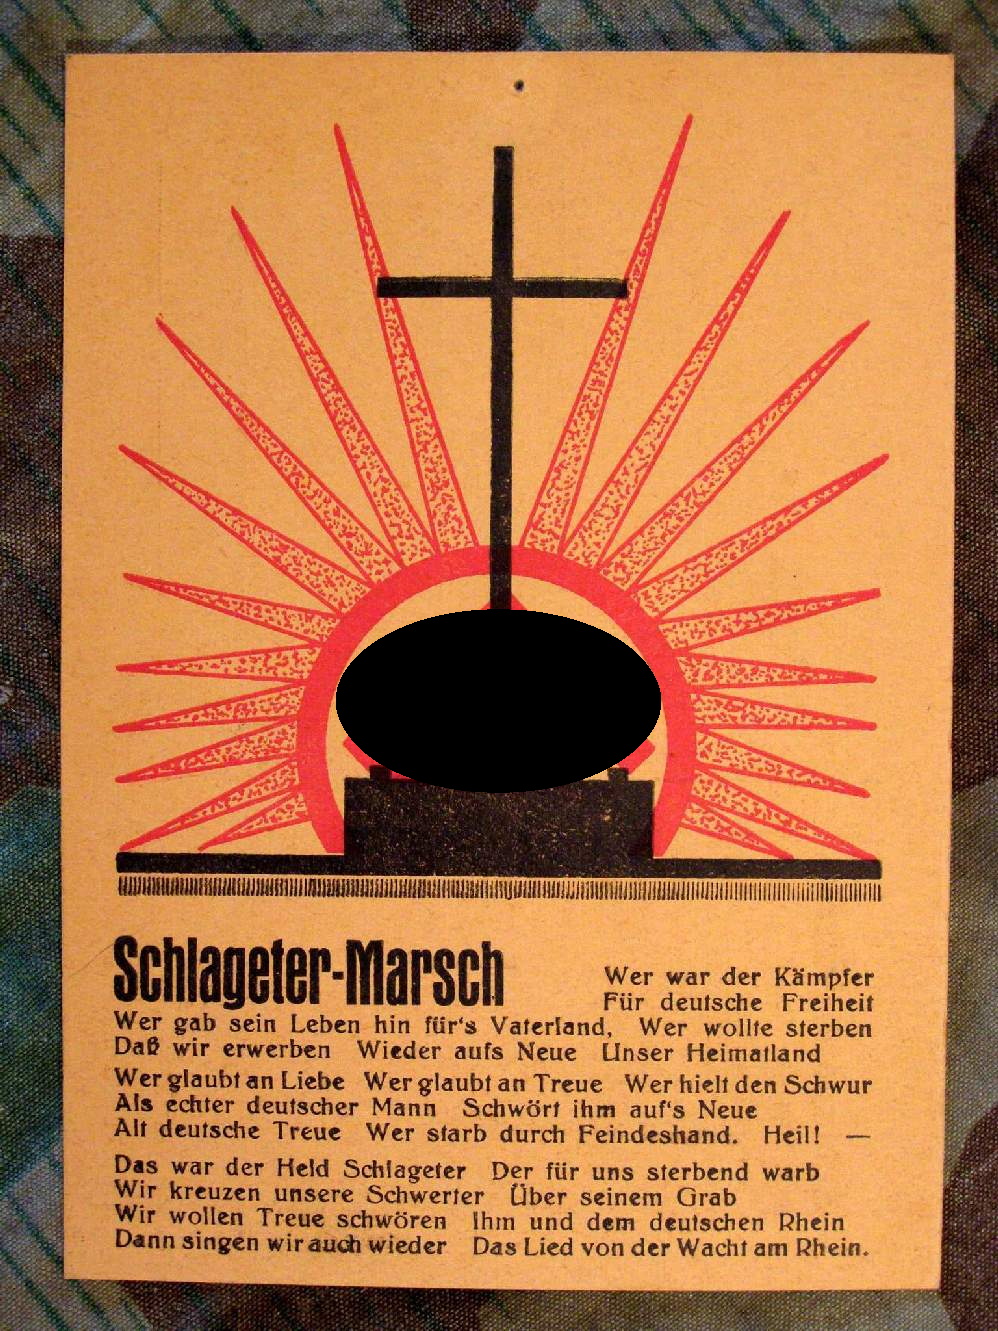 Schlageter-Marsch
Wer war der Kämpfer
Für deutsche Freiheit
Wer gab sein Leben hin für's Vaterland, Wer wollte sterben
Daß wir erwerben Wieder aufs Neue Unser Heimatland
Wer glaubt an Liebe Wer glaubt an Treue Wer hielt den Schwur
Als echter deutscher Mann Schwört ihm auf's Neue
Alt deutsche Treue Wer starb durch Feindeshand. Heil! —
Das war der Held Schlageter Der für uns sterbend warb
Wir kreuzen unsere Schwerter Über seinem Grab
Wir wollen Treue schwören Ihm und dem deutschen Rhein
Dann singen wir auch wieder Das Lied von der Wacht am Rhein.